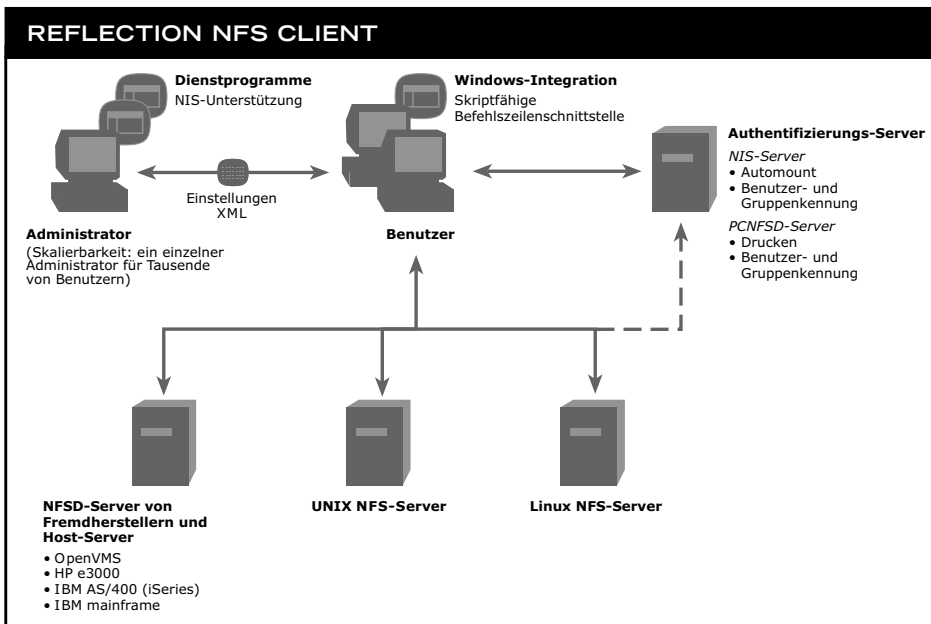 REFLECTION NFS CLIENT
Dienstprogramme
NIS-Unterstützung
Windows-Integration
Skriptfähige
Befehlszeilenschnittstelle
Authentifizierungs-Server
NIS-Server
• Automount
• Benutzer- und
Gruppenkennung
PCNFSD-Server
• Drucken
• Benutzer- und
Gruppenkennung
Einstellungen
XML
Administrator
(Skalierbarkeit: ein einzelner
Administrator für Tausende
von Benutzern)
Benutzer
NFSD-Server von
Fremdherstellern und
Host-Server
• OpenVMS
• HP e3000
• IBM AS/400 (iSeries)
• IBM mainframe
UNIX NFS-Server
Linux NFS-Server